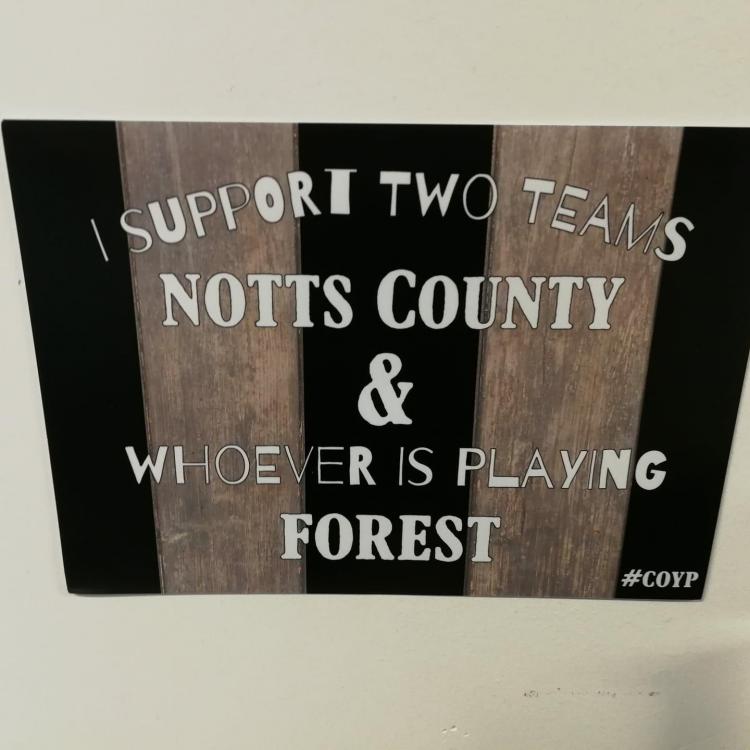 I SUPPORT TWO TEAMS
NOTTS COUNTY
&
WHOEVER IS PLAYING
FOREST
#COYP